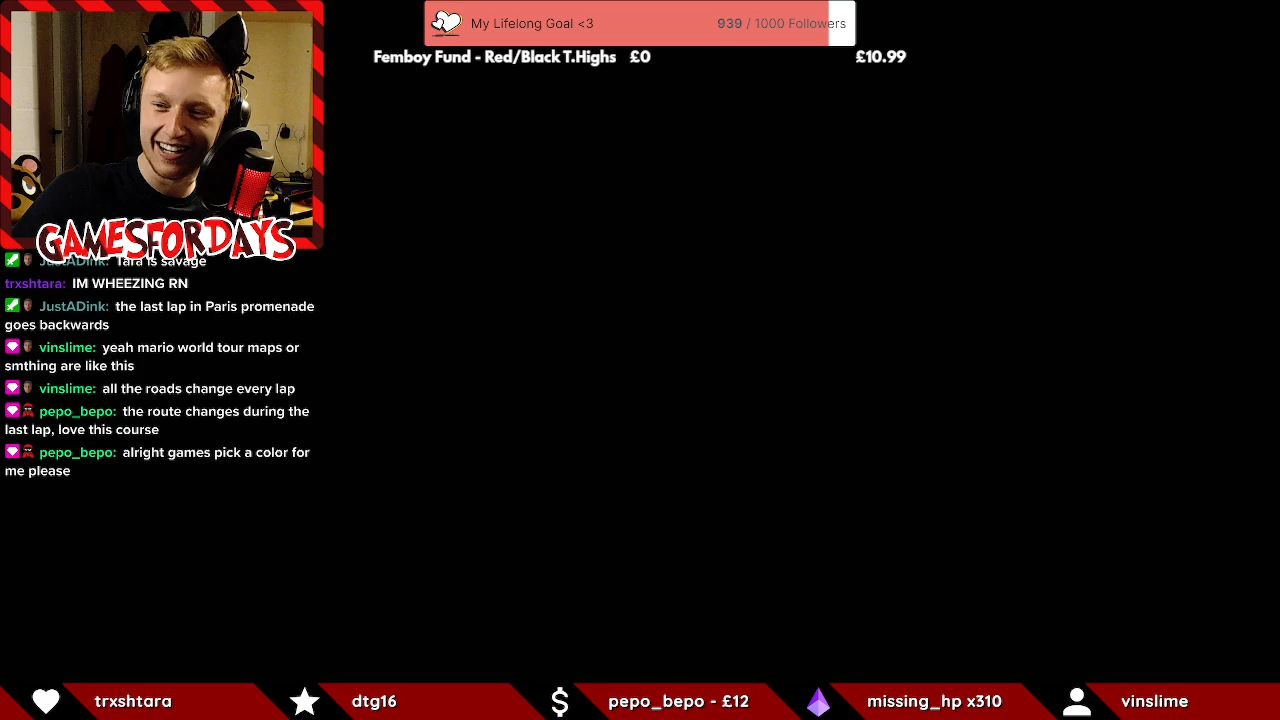 My Lifelong Goal <3
939 / 1000 Followers
Femboy Fund - Red/Black T.Highs £0 £10.99
GAMESFORDAYS
JustADink: Tara is savage
trxshtara: IM WHEEZING RN
JustADink: the last lap in Paris promenade
goes backwards
vinslime: yeah mario world tour maps or
smthing are like this
vinslime: all the roads change every lap
pepo_bepo: the route changes during the
last lap, love this course
pepo_bepo: alright games pick a color for
me please
trxshtara
dtg16
pepo_bepo - £12
missing_hp x310
vinslime